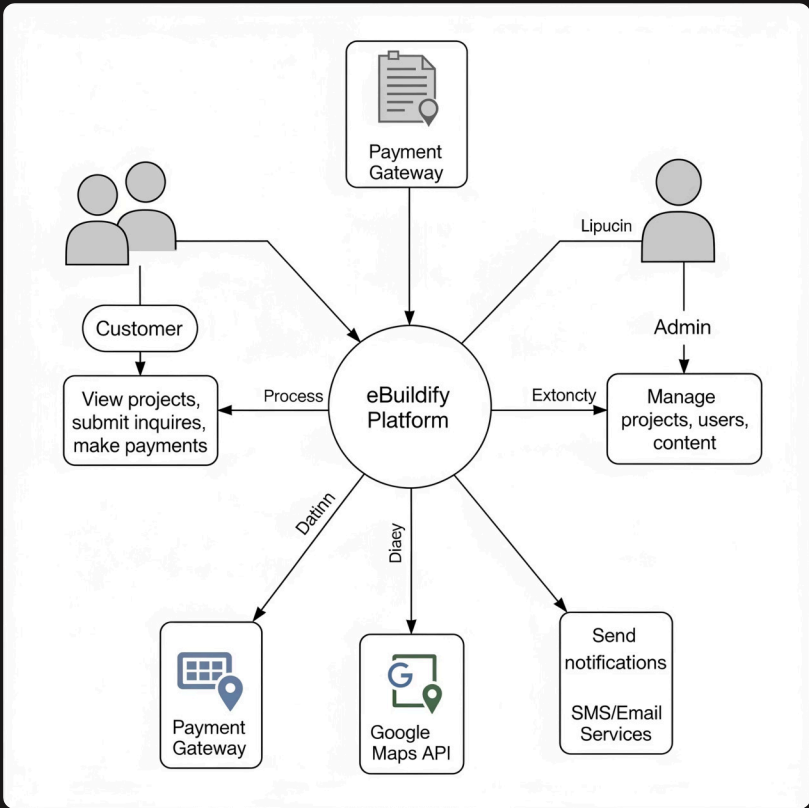 Payment
Gateway
Lipucin
Customer
Admin
View projects,
submit inquires,
make payments
Process
eBuildify
Platform
Extoncty
Manage
projects, users,
content
Datinn
Diaey
Payment
Gateway
G
Google
Maps API
Send
notifications
SMS/Email
Services